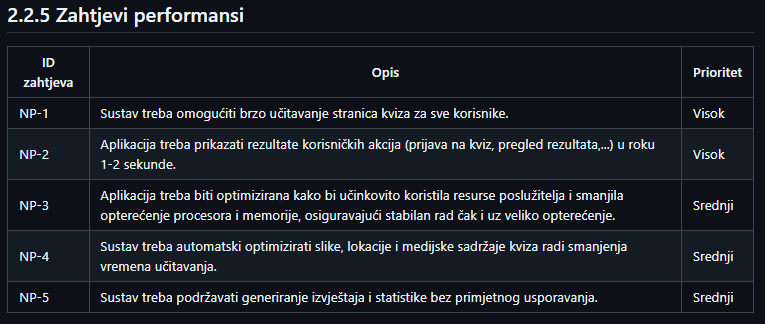 2.2.5 Zahtjevi performansi
ID
zahtjeva
Opis
Prioritet
NP-1
Sustav treba omogućiti brzo učitavanje stranica kviza za sve korisnike.
Visok
NP-2
Aplikacija treba prikazati rezultate korisničkih akcija (prijava na kviz, pregled rezultata,...) u roku
1-2 sekunde.
Visok
NP-3
Aplikacija treba biti optimizirana kako bi učinkovito koristila resurse poslužitelja i smanjila
opterećenje procesora i memorije, osiguravajući stabilan rad čak i uz veliko opterećenje.
Srednji
NP-4
Sustav treba automatski optimizirati slike, lokacije i medijske sadržaje kviza radi smanjenja
vremena učitavanja.
Srednji
NP-5
Sustav treba podržavati generiranje izvještaja i statistike bez primjetnog usporavanja.
Srednji